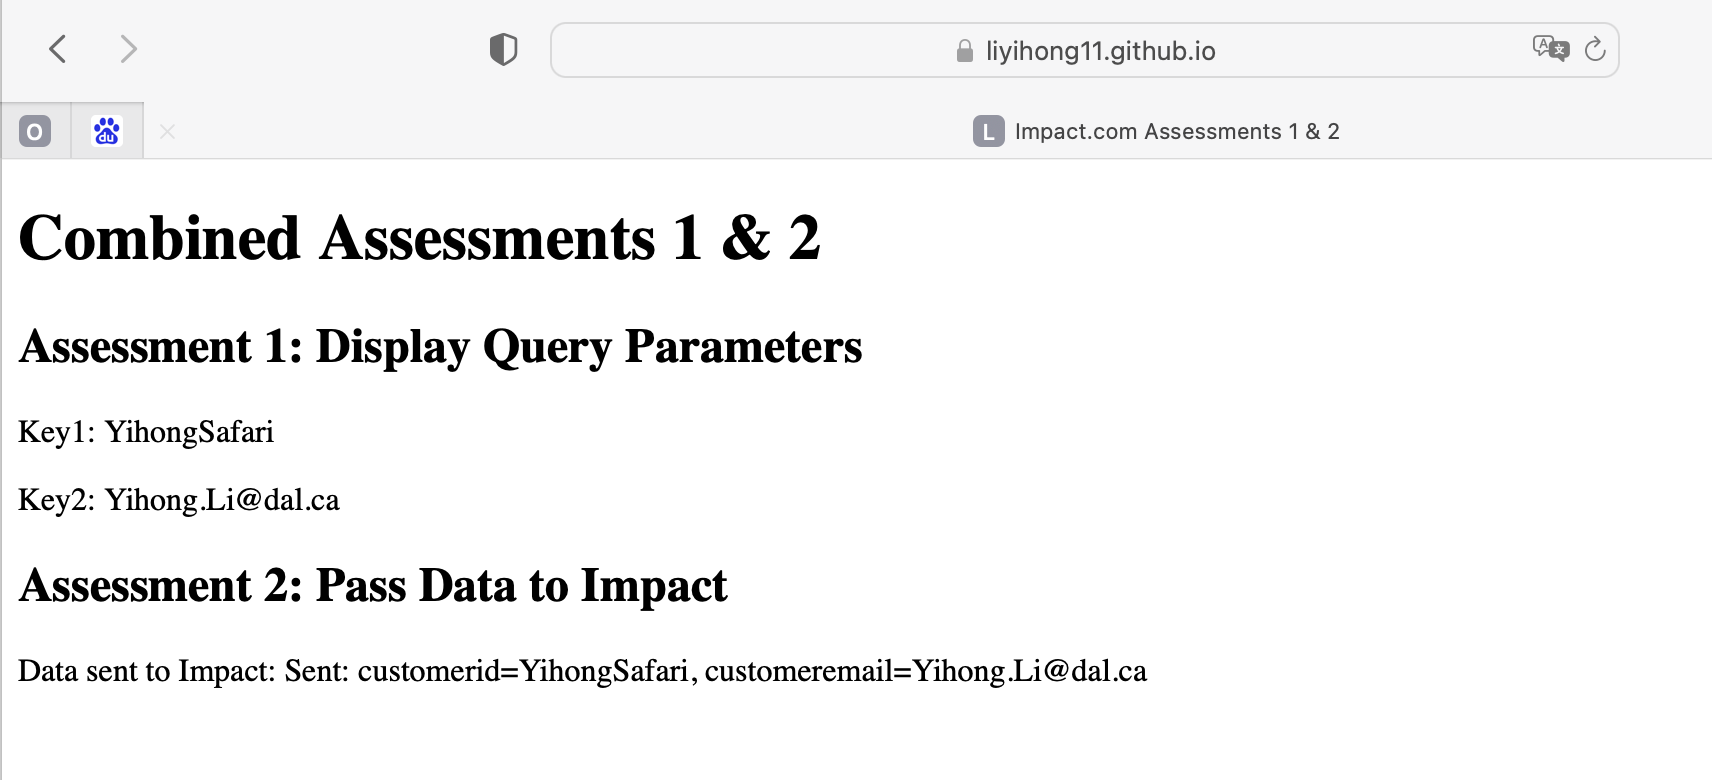 liyihong11.github.io
A 文
O
du
L Impact.com Assessments 1 & 2
Combined Assessments 1 & 2
Assessment 1: Display Query Parameters
Key1: YihongSafari
Key2: Yihong.Li@dal.ca
Assessment 2: Pass Data to Impact
Data sent to Impact: Sent: customerid=YihongSafari, customeremail=Yihong.Li@dal.ca